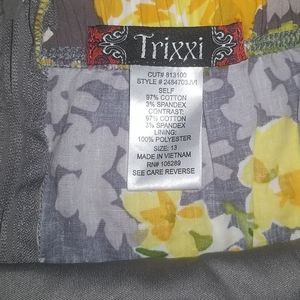 Trixxi
CUT# 813100
STYLE # 2484703JVI
SELF
97% COTTON
3% SPANDEX
CONTRAST:
97% COTTON
3% SPANDEX
LINING:
100% POLYESTER
SIZE: 13
MADE IN VIETNAM
RN# 106289
SEE CARE REVERSE